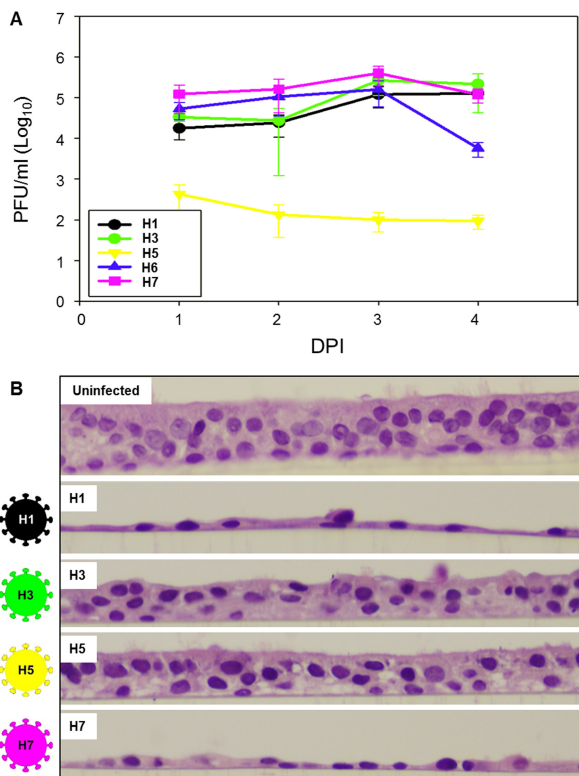 A
7
6
5
4
3
2
1
0
PFU/ml (Log10)
H1
H3
H5
H6
H7
0 1 2 3 4
DPI
B
Uninfected
H1
H1
H3
H3
H5
H5
H7
H7